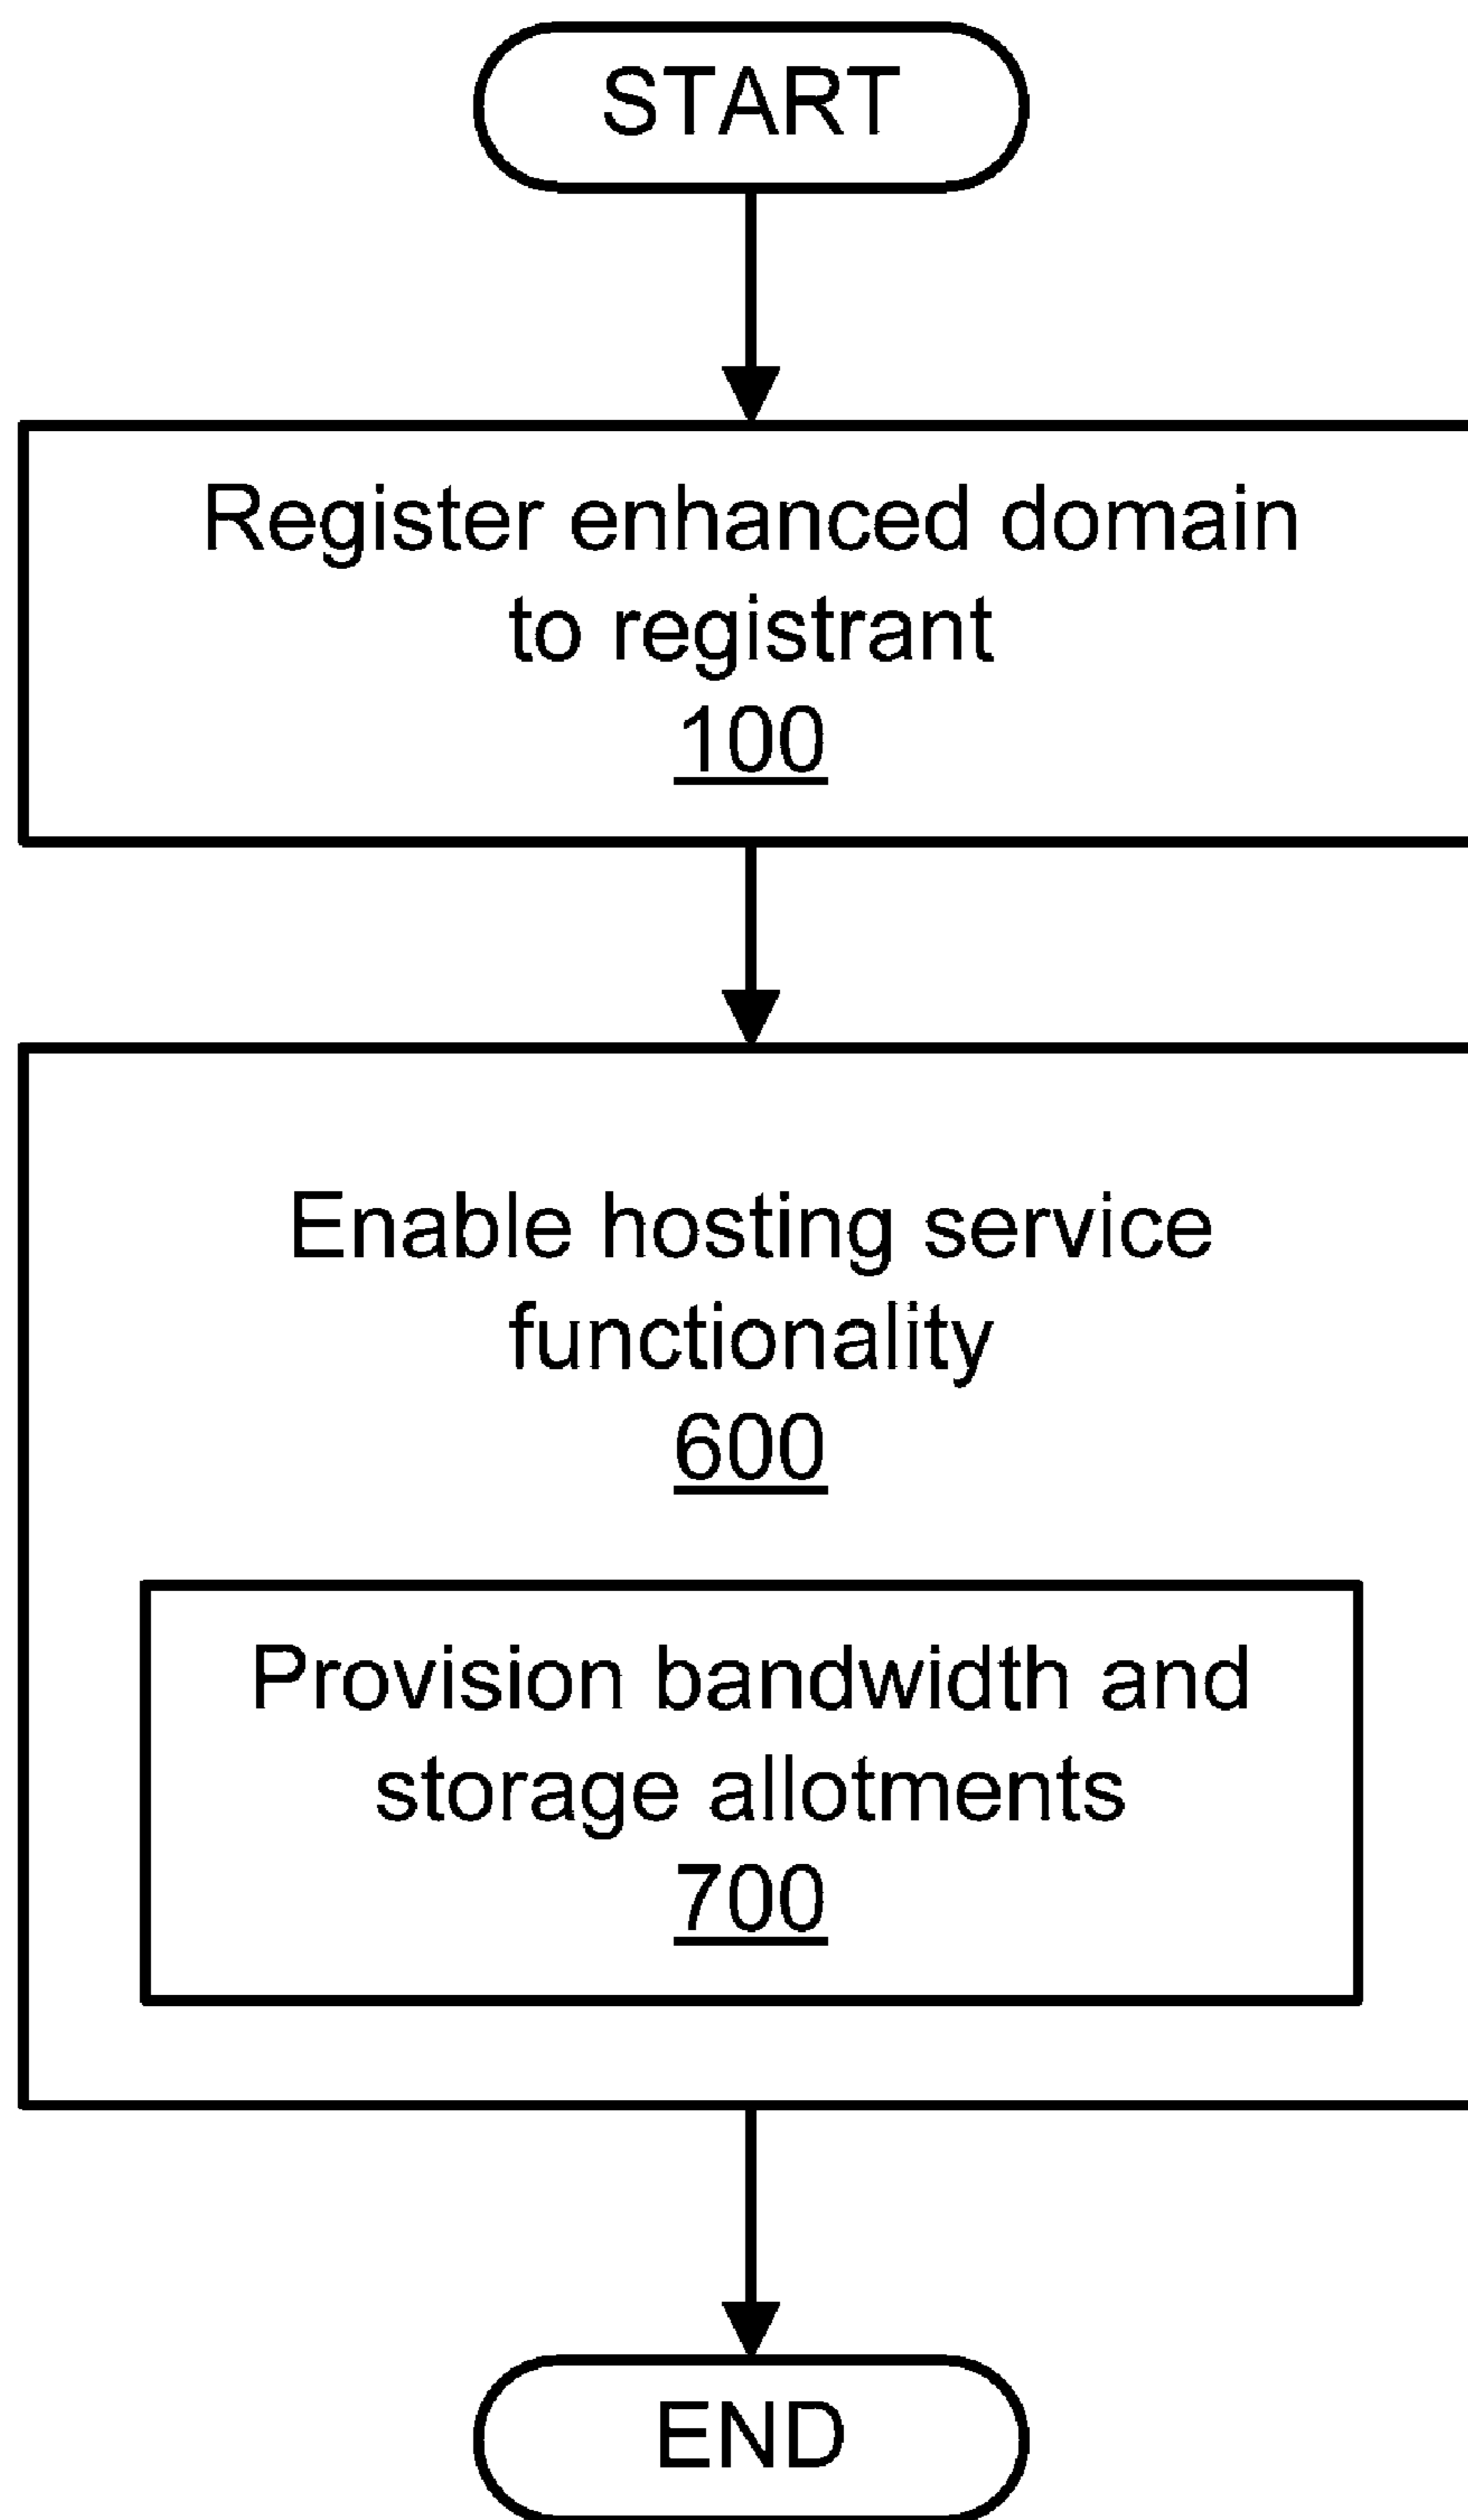 START
Register enhanced domain
to registrant
100
Enable hosting service
functionality
600
Provision bandwidth and
storage allotments
700
END